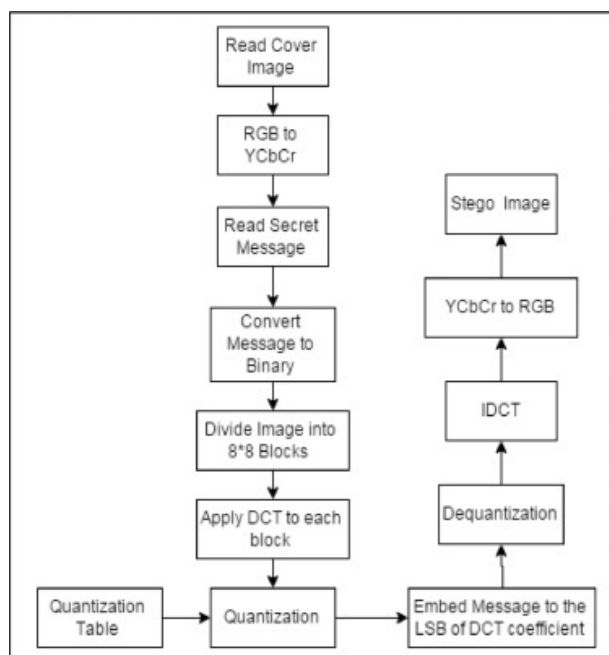 Read Cover
Image
RGB to
YCbCr
Read Secret
Message
Convert
Message to
Binary
Divide Image into
8*8 Blocks
Apply DCT to each
block
Quantization
Table
Quantization
Embed Message to the
LSB of DCT coefficient
Dequantization
IDCT
YCbCr to RGB
Stego Image